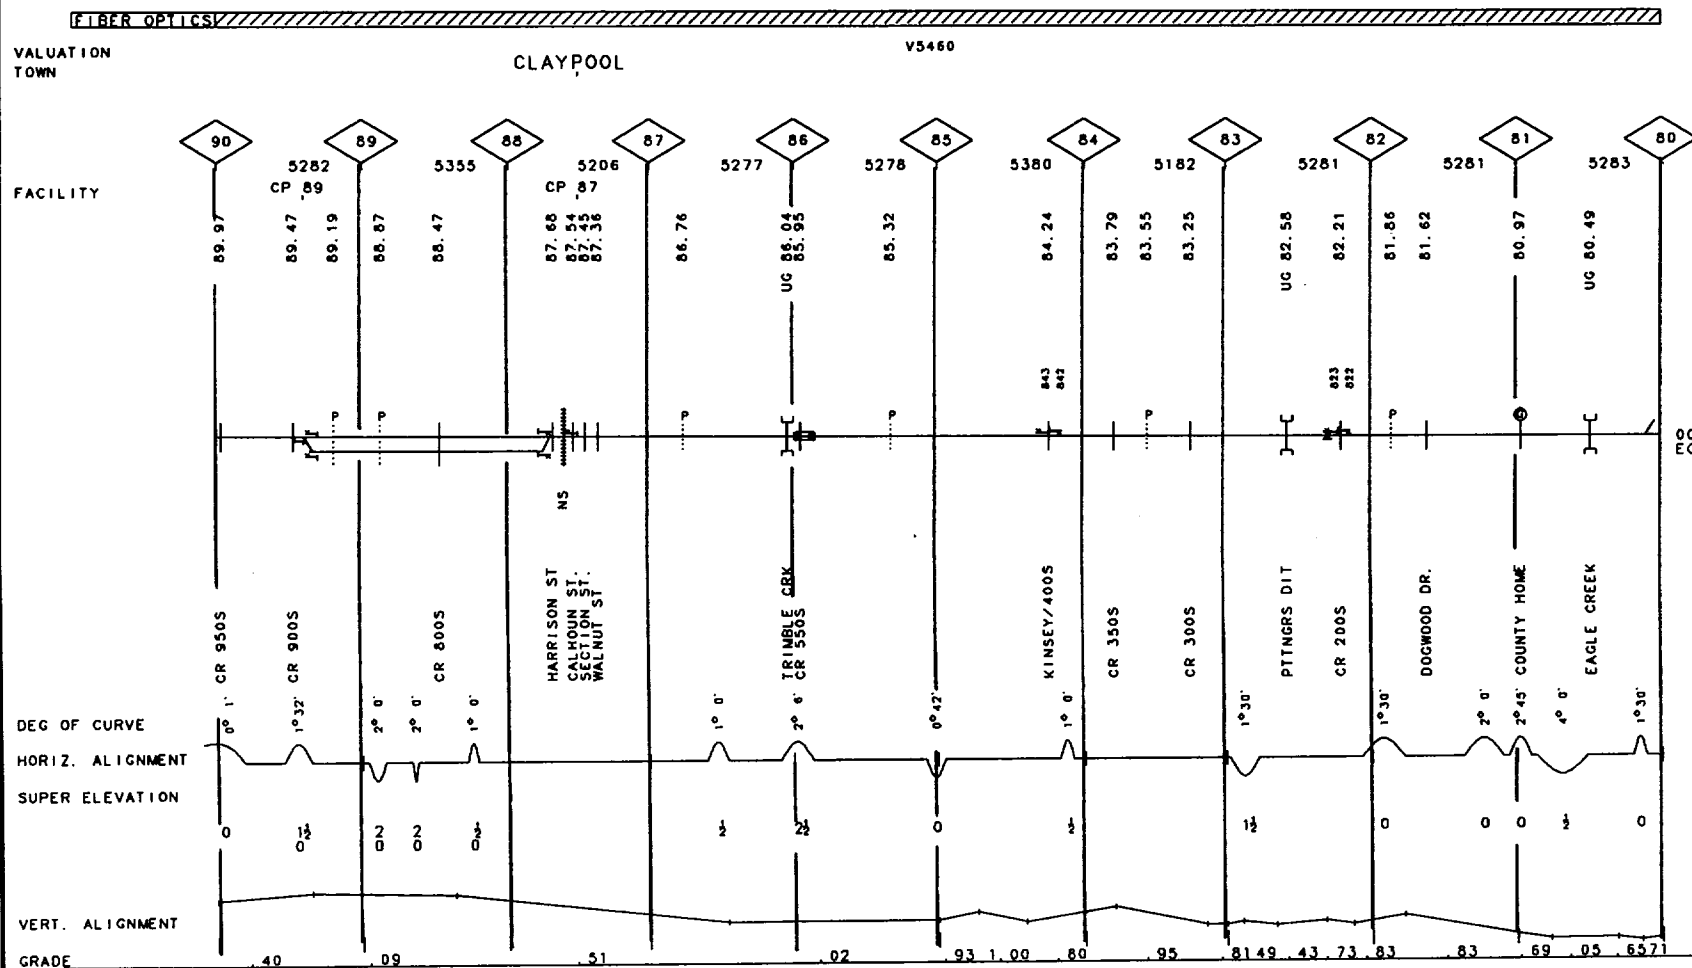 FIBER OPTICS
VALUATION V5460
TOWN CLAYPOOL
90 89 88 87 86 85 84 83 82 81 80
5282 5355 5206 5277 5278 5380 5182 5281 5281 5283
FACILITY CP 89 CP 87
89.97 89.47 89.19 88.87 88.47 87.68 87.54 87.45 87.36 86.76 UG 86.04 85.95 85.32 84.24 83.79 83.55 83.25 UG 82.58 82.21 81.86 81.62 80.97 UG 80.49
843 842 823 822
P P P P P P
NS
CR 950S CR 900S CR 800S HARRISON ST CALHOUN ST. SECTION ST. WALNUT ST TRIMBLE CRK CR 550S KINSEY/400S CR 350S CR 300S PTTNGRS DIT CR 200S DOGWOOD DR. COUNTY HOME EAGLE CREEK
DEG OF CURVE 0° 1' 1°32' 2° 0' 2° 0' 1° 0' 1° 0' 2° 6' 0°42' 1° 0' 1°30' 1°30' 2° 0' 2°45' 4° 0' 1°30'
HORIZ. ALIGNMENT
SUPER ELEVATION
0 1½ 2 2 ½ ½ 2½ 0 ½ 1½ 0 0 0 ½ 0
0 0 0 0
VERT. ALIGNMENT
GRADE .40 .09 .51 .02 .93 1.00 .80 .95 .81 49 .43 .73 .83 .83 .69 .05 .6571